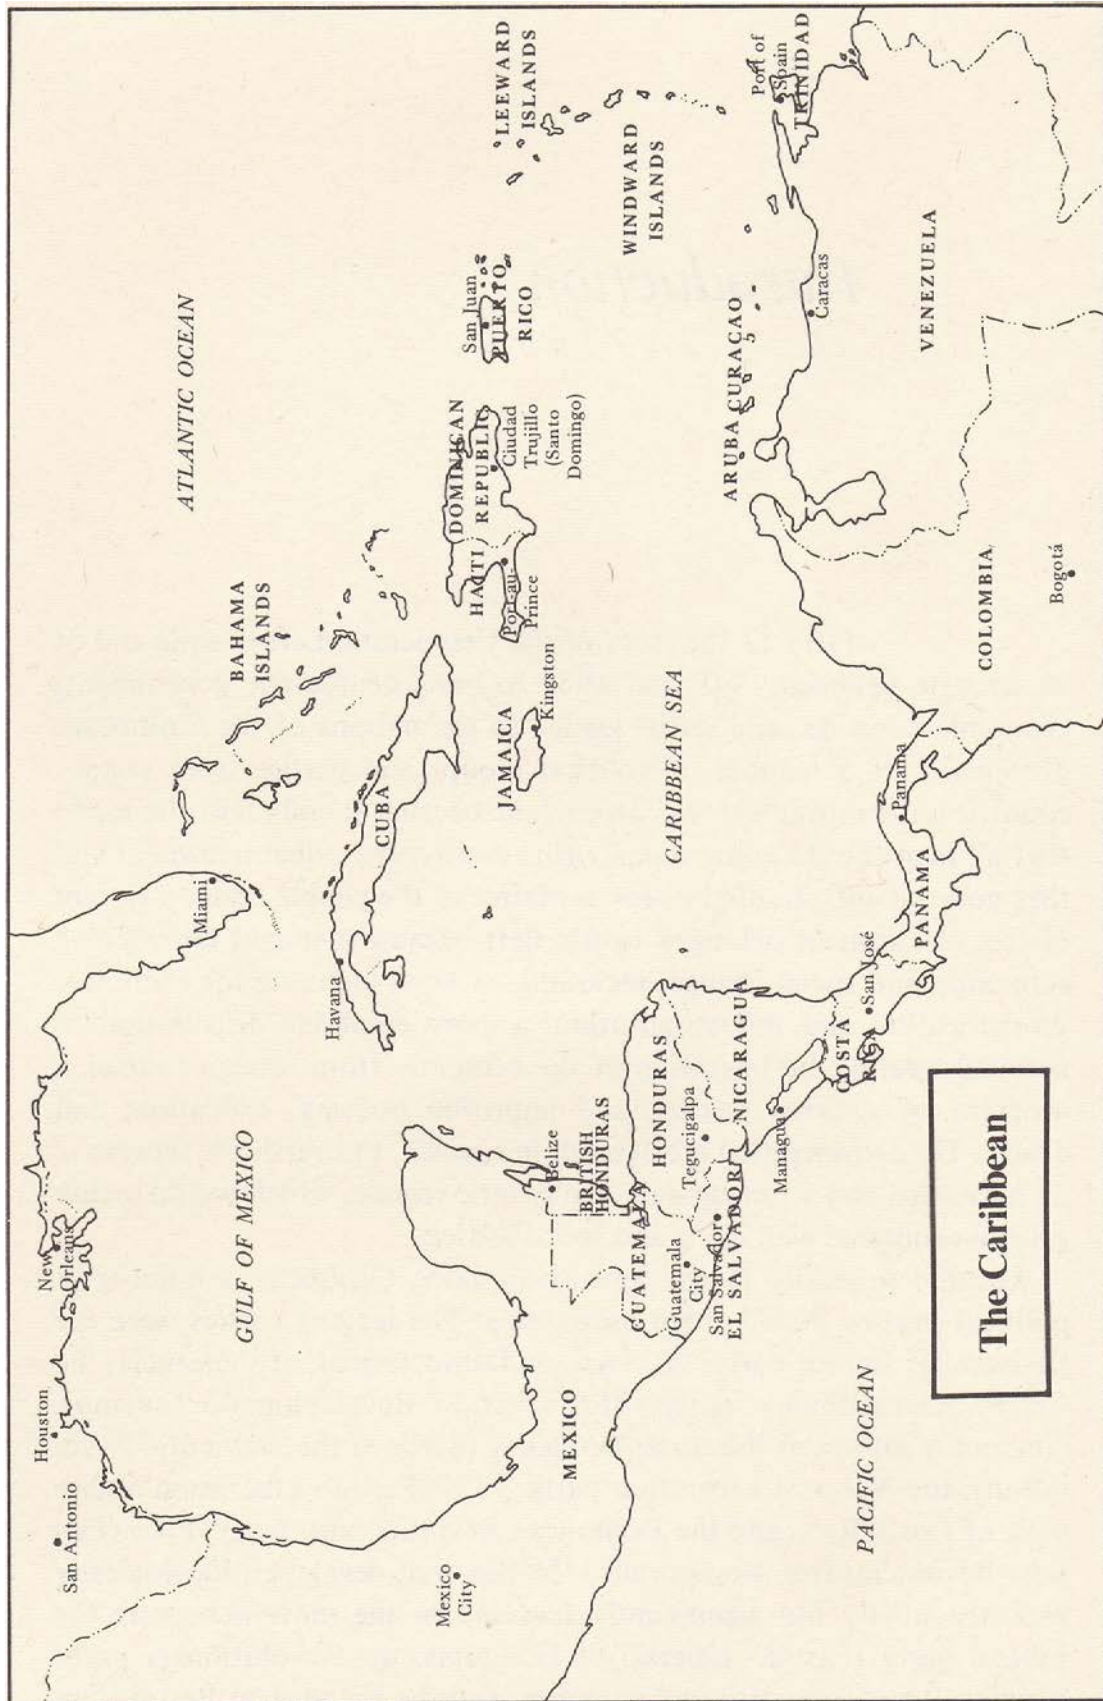 San Antonio
Houston
New
Orleans
Miami
ATLANTIC OCEAN
GULF OF MEXICO
BAHAMA
ISLANDS
Havana
CUBA
Mexico
City
MEXICO
JAMAICA
Kingston
HAITI
Port-au-
Prince
DOMINICAN
REPUBLIC
Ciudad
Trujillo
(Santo
Domingo)
San Juan
PUERTO
RICO
LEEWARD
ISLANDS
WINDWARD
ISLANDS
Belize
BRITISH
HONDURAS
GUATEMALA
Guatemala
City
HONDURAS
Tegucigalpa
San Salvador
EL SALVADOR
NICARAGUA
Managua
CARIBBEAN SEA
COSTA
RICA
San José
PANAMA
Panama
ARUBA
CURACAO
Port of
Spain
TRINIDAD
Caracas
VENEZUELA
COLOMBIA
Bogotá
PACIFIC OCEAN
The Caribbean